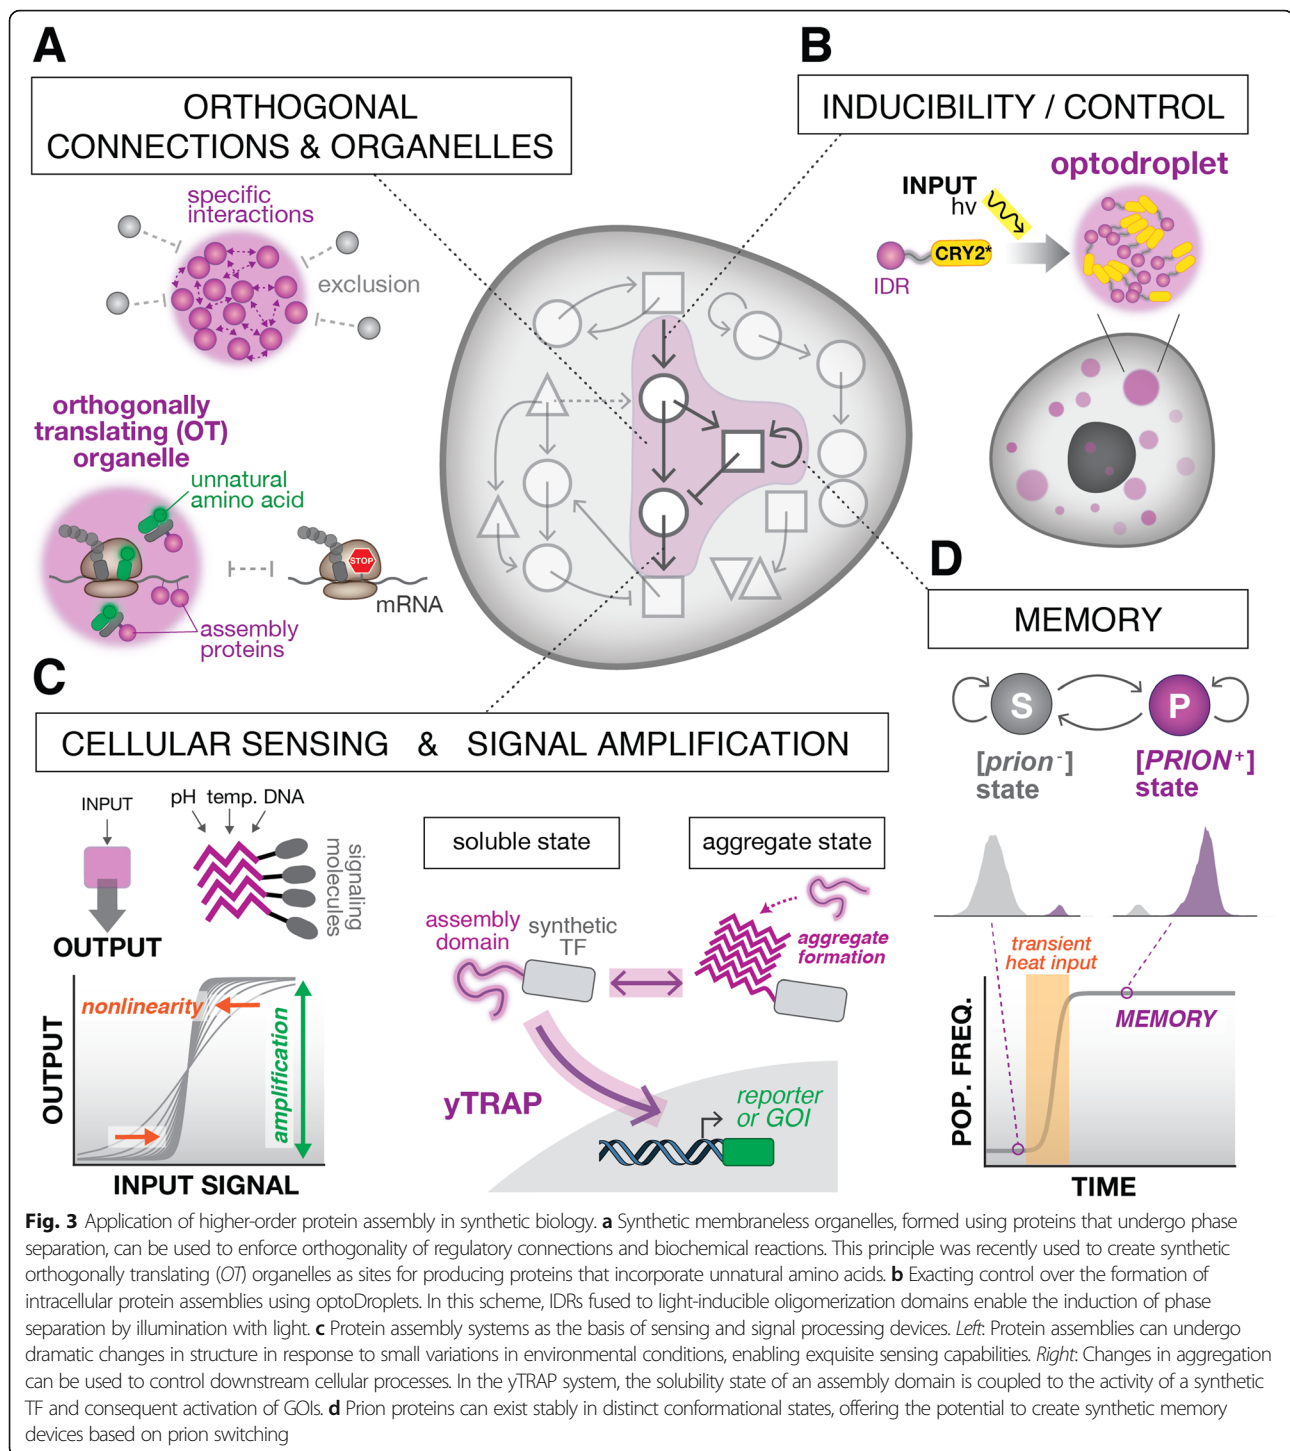 A
ORTHOGONAL
CONNECTIONS & ORGANELLES
specific
interactions
exclusion
orthogonally
translating (OT)
organelle
unnatural
amino acid
STOP
mRNA
assembly
proteins
B
INDUCIBILITY / CONTROL
optodroplet
INPUT
hv
CRY2*
IDR
C
CELLULAR SENSING & SIGNAL AMPLIFICATION
INPUT
OUTPUT
pH temp. DNA
signaling
molecules
OUTPUT
nonlinearity
amplification
INPUT SIGNAL
soluble state
aggregate state
assembly
domain
synthetic
TF
aggregate
formation
yTRAP
reporter
or GOI
D
MEMORY
S
P
[prion-]
state
[PRION+]
state
transient
heat input
MEMORY
POP. FREQ.
TIME
Fig. 3 Application of higher-order protein assembly in synthetic biology. a Synthetic membraneless organelles, formed using proteins that undergo phase
separation, can be used to enforce orthogonality of regulatory connections and biochemical reactions. This principle was recently used to create synthetic
orthogonally translating (OT) organelles as sites for producing proteins that incorporate unnatural amino acids. b Exacting control over the formation of
intracellular protein assemblies using optoDroplets. In this scheme, IDRs fused to light-inducible oligomerization domains enable the induction of phase
separation by illumination with light. c Protein assembly systems as the basis of sensing and signal processing devices. Left: Protein assemblies can undergo
dramatic changes in structure in response to small variations in environmental conditions, enabling exquisite sensing capabilities. Right: Changes in aggregation
can be used to control downstream cellular processes. In the yTRAP system, the solubility state of an assembly domain is coupled to the activity of a synthetic
TF and consequent activation of GOIs. d Prion proteins can exist stably in distinct conformational states, offering the potential to create synthetic memory
devices based on prion switching